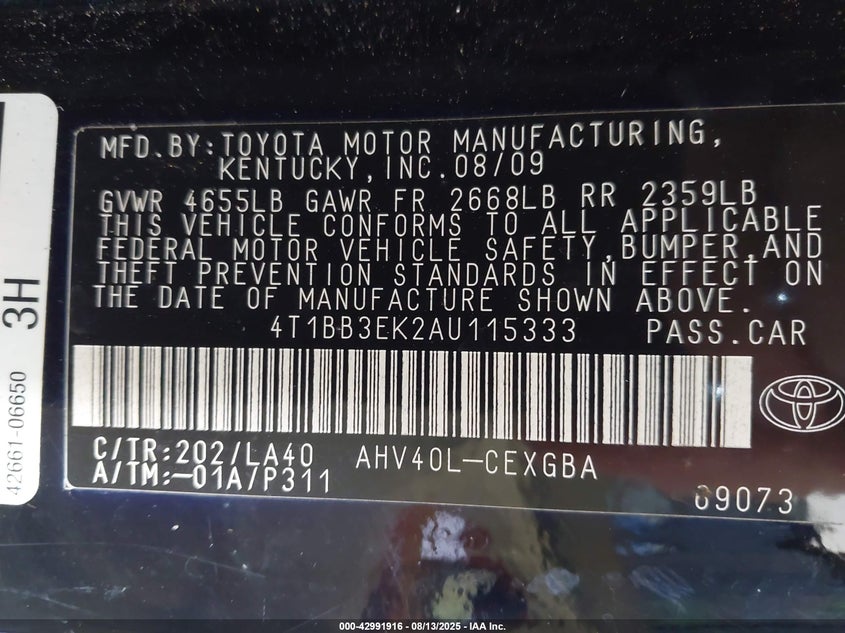 MFD.BY:TOYOTA MOTOR MANUFACTURING,
KENTUCKY,INC.08/09
GVWR 4655LB GAWR FR 2668LB RR 2359LB
THIS VEHICLE CONFORMS TO ALL APPLICABLE
FEDERAL MOTOR VEHICLE SAFETY,BUMPER,AND
THEFT PREVENTION STANDARDS IN EFFECT ON
THE DATE OF MANUFACTURE SHOWN ABOVE.
4T1BB3EK2AU115333 PASS.CAR
C/TR:202/LA40 AHV40L-CEXGBA
A/TM:-01A/P311
69073
42661-06650 3H
000-42991916 - 08/13/2025 - IAA Inc.